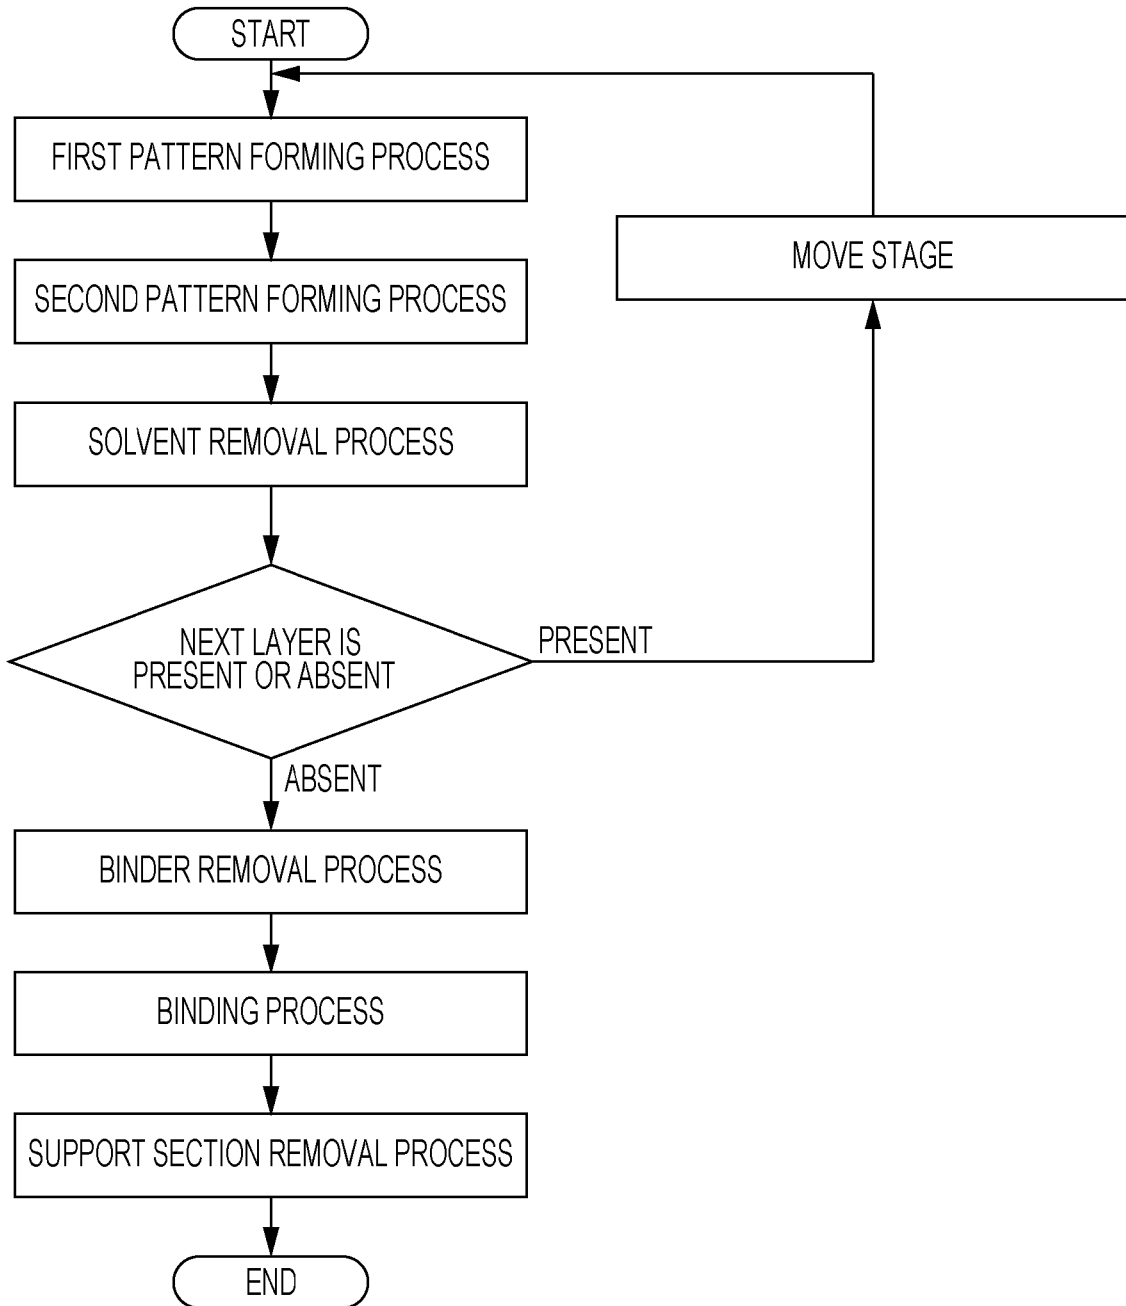 START
FIRST PATTERN FORMING PROCESS
MOVE STAGE
SECOND PATTERN FORMING PROCESS
SOLVENT REMOVAL PROCESS
NEXT LAYER IS
PRESENT OR ABSENT
PRESENT
ABSENT
BINDER REMOVAL PROCESS
BINDING PROCESS
SUPPORT SECTION REMOVAL PROCESS
END